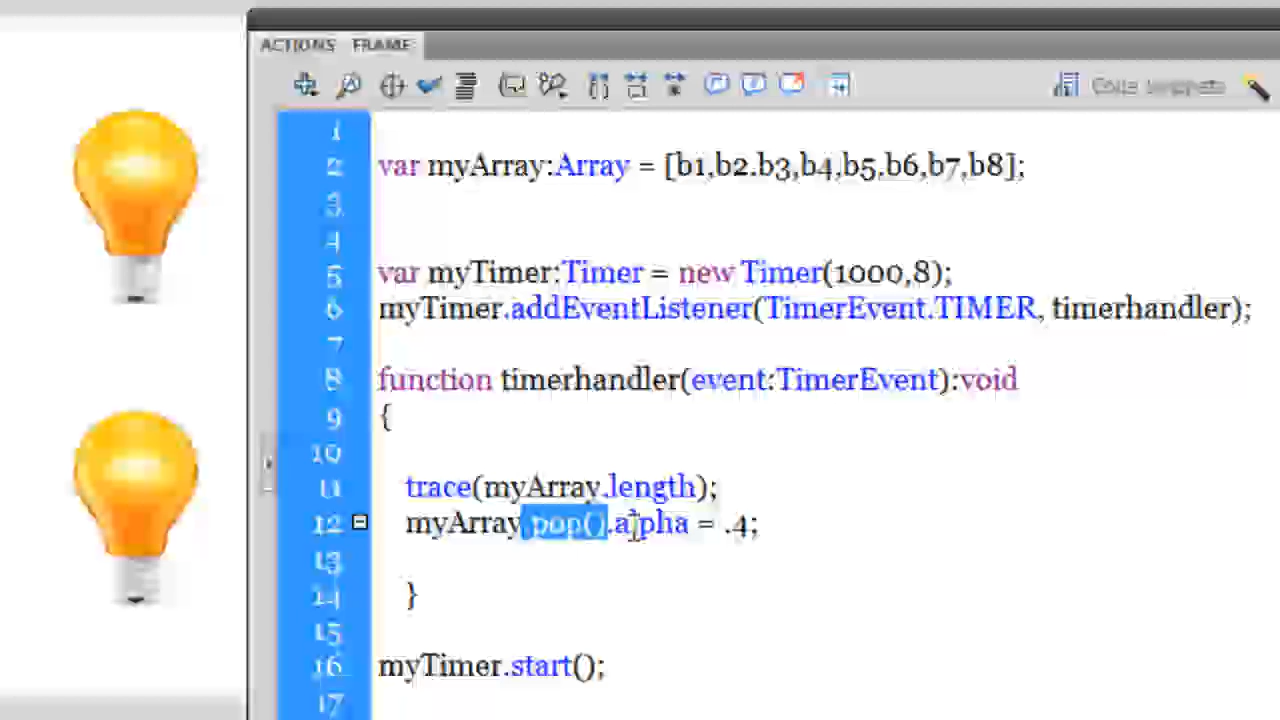 ACTIONS FRAME
Code Snippets
1
2 var myArray:Array = [b1,b2.b3,b4,b5,b6,b7,b8];
3
4
5 var myTimer:Timer = new Timer(1000,8);
6 myTimer.addEventListener(TimerEvent.TIMER, timerhandler);
7
8 function timerhandler(event:TimerEvent):void
9 {
10
11 trace(myArray.length);
12 myArray.pop().alpha = .4;
13
14 }
15
16 myTimer.start();
17